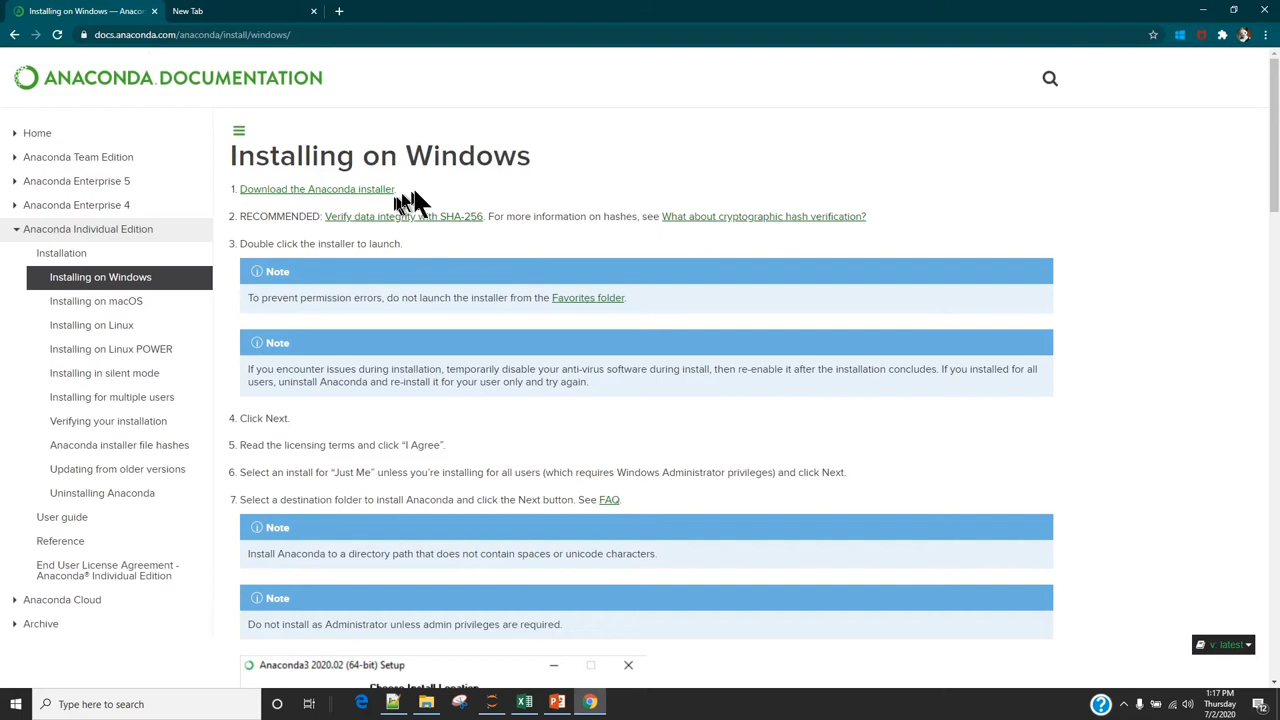 Installing on Windows — Anaco
New Tab
docs.anaconda.com/anaconda/install/windows/
ANACONDA.DOCUMENTATION
Home
Anaconda Team Edition
Anaconda Enterprise 5
Anaconda Enterprise 4
Anaconda Individual Edition
Installation
Installing on Windows
Installing on macOS
Installing on Linux
Installing on Linux POWER
Installing in silent mode
Installing for multiple users
Verifying your installation
Anaconda installer file hashes
Updating from older versions
Uninstalling Anaconda
User guide
Reference
End User License Agreement -
Anaconda® Individual Edition
Anaconda Cloud
Archive
Installing on Windows
1. Download the Anaconda installer.
2. RECOMMENDED: Verify data integrity with SHA-256. For more information on hashes, see What about cryptographic hash verification?
3. Double click the installer to launch.
Note
To prevent permission errors, do not launch the installer from the Favorites folder.
Note
If you encounter issues during installation, temporarily disable your anti-virus software during install, then re-enable it after the installation concludes. If you installed for all
users, uninstall Anaconda and re-install it for your user only and try again.
4. Click Next.
5. Read the licensing terms and click “I Agree”.
6. Select an install for “Just Me” unless you’re installing for all users (which requires Windows Administrator privileges) and click Next.
7. Select a destination folder to install Anaconda and click the Next button. See FAQ.
Note
Install Anaconda to a directory path that does not contain spaces or unicode characters.
Note
Do not install as Administrator unless admin privileges are required.
Anaconda3 2020.02 (64-bit) Setup
Choose Install Location
v: latest
Type here to search
1:17 PM
Thursday
7/2/2020
12